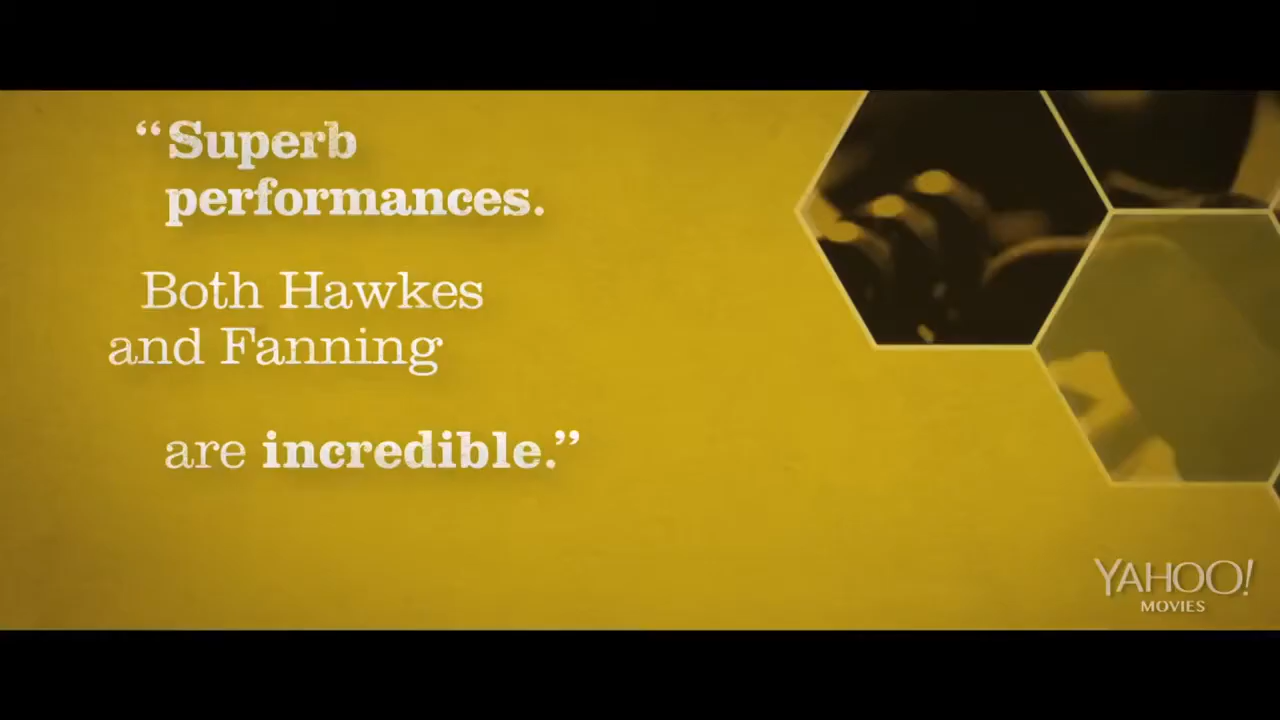 “Superb
performances.
Both Hawkes
and Fanning
are incredible.”
YAHOO!
MOVIES